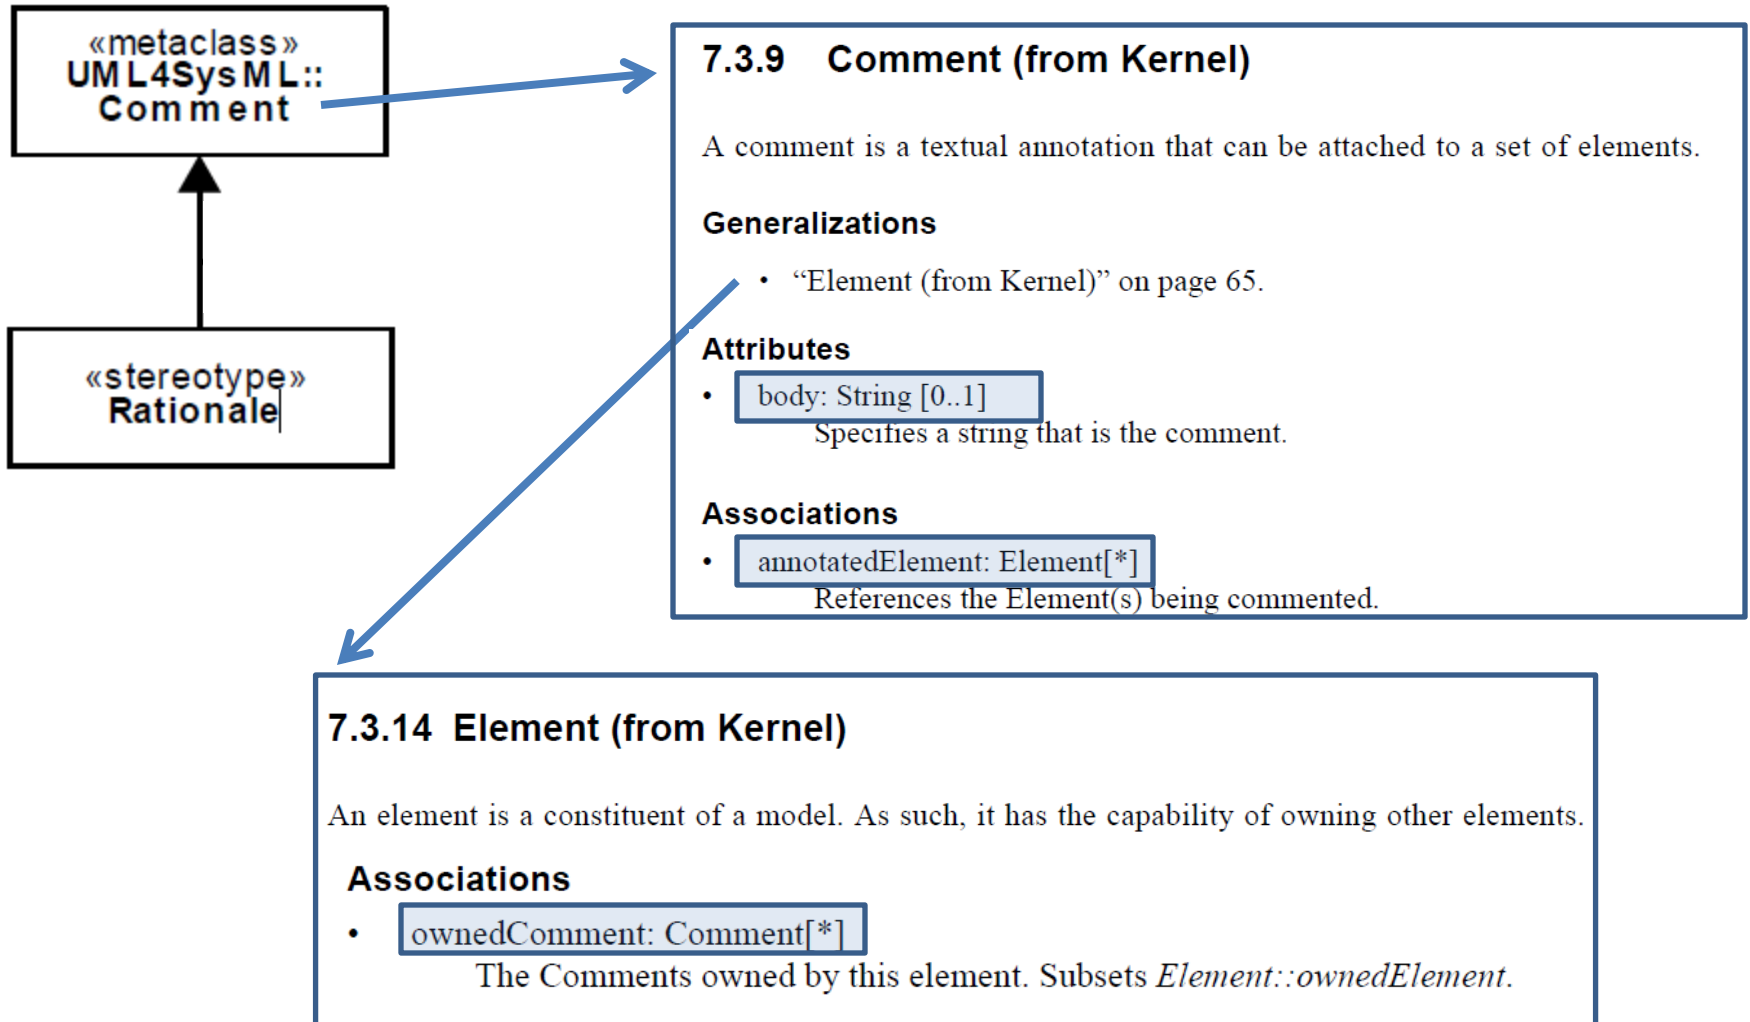 «metaclass»
UML4SysML::
Comment
«stereotype»
Rationale
7.3.9 Comment (from Kernel)
A comment is a textual annotation that can be attached to a set of elements.
Generalizations
• “Element (from Kernel)” on page 65.
Attributes
• body: String [0..1]
Specifies a string that is the comment.
Associations
• annotatedElement: Element[*]
References the Element(s) being commented.
7.3.14 Element (from Kernel)
An element is a constituent of a model. As such, it has the capability of owning other elements.
Associations
• ownedComment: Comment[*]
The Comments owned by this element. Subsets Element::ownedElement.